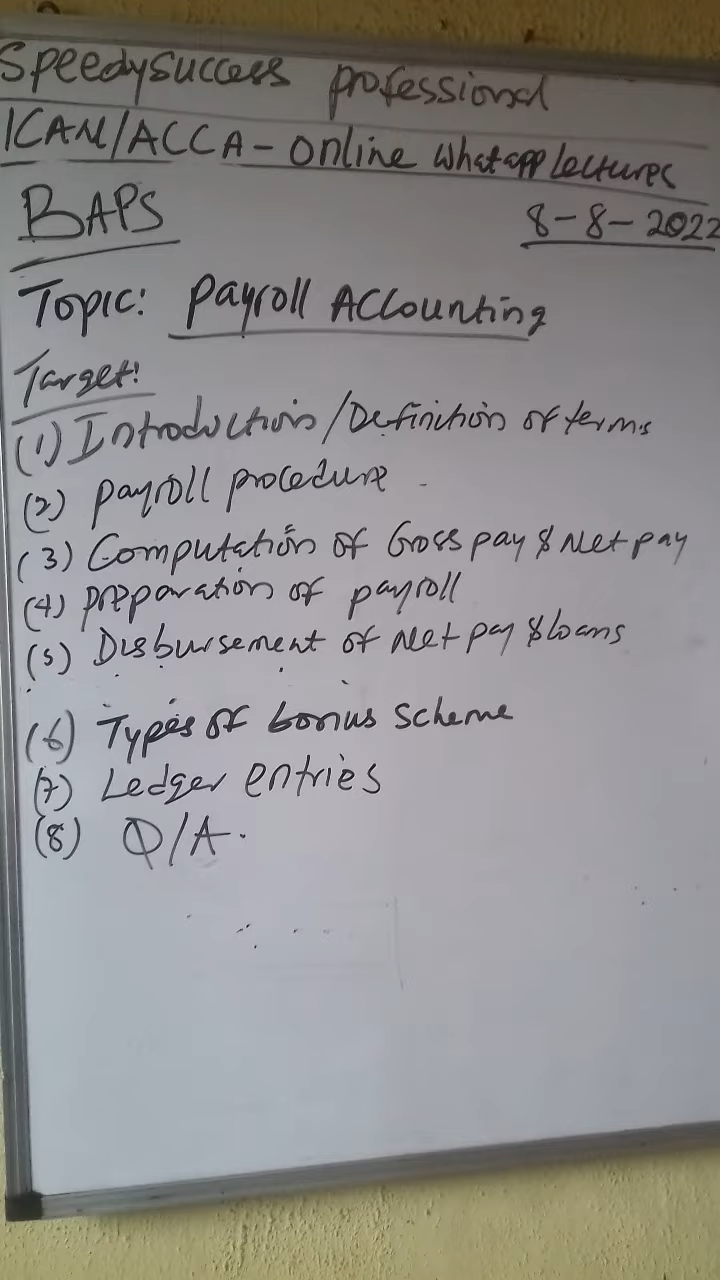 Speedysuccess professional
ICAN/ACCA - Online whatapp Lectures
BAPS
8-8-2022
Topic: Payroll Accounting
Target:
(1) Introduction/Definition of terms
(2) payroll procedure
(3) Computation of Gross pay & Net pay
(4) preparation of payroll
(5) Disbursement of Net pay & loans
(6) Types of bonus scheme
(7) Ledger entries
(8) Q/A.